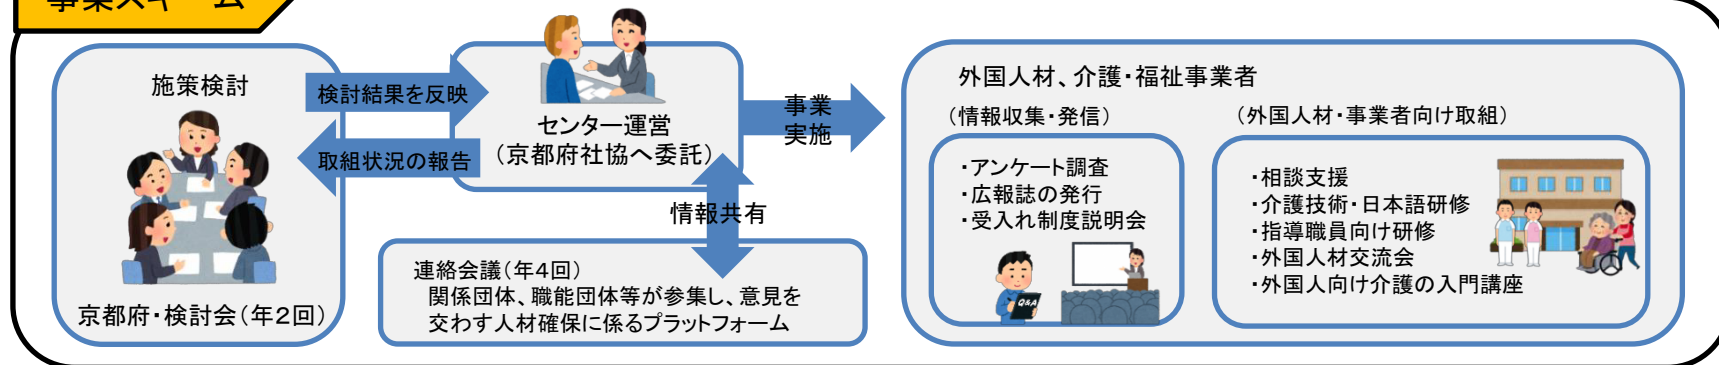 事業スキーム
施策検討
京都府・検討会(年2回)
検討結果を反映
取組状況の報告
センター運営
(京都府社協へ委託)
情報共有
連絡会議(年4回)
関係団体、職能団体等が参集し、意見を
交わす人材確保に係るプラットフォーム
事業
実施
外国人材、介護・福祉事業者
(情報収集・発信)
・アンケート調査
・広報誌の発行
・受入れ制度説明会
Q&A
(外国人材・事業者向け取組)
・相談支援
・介護技術・日本語研修
・指導職員向け研修
・外国人材交流会
・外国人向け介護の入門講座